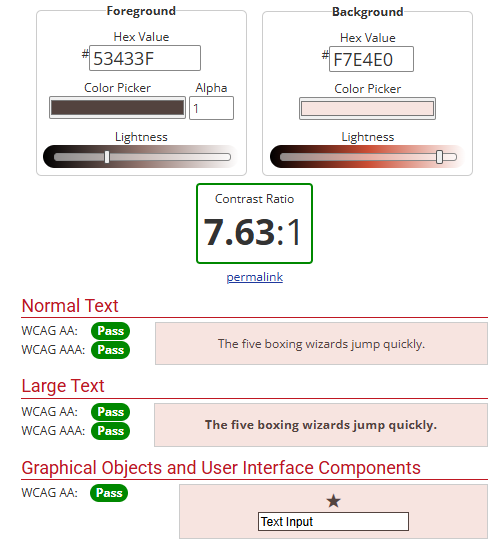 Foreground
Background
Hex Value
Hex Value
#53433F
#F7E4E0
Color Picker
Alpha
Color Picker
1
Lightness
Lightness
Contrast Ratio
7.63:1
permalink
Normal Text
WCAG AA: Pass
The five boxing wizards jump quickly.
WCAG AAA: Pass
Large Text
WCAG AA: Pass
The five boxing wizards jump quickly.
WCAG AAA: Pass
Graphical Objects and User Interface Components
WCAG AA: Pass
Text Input